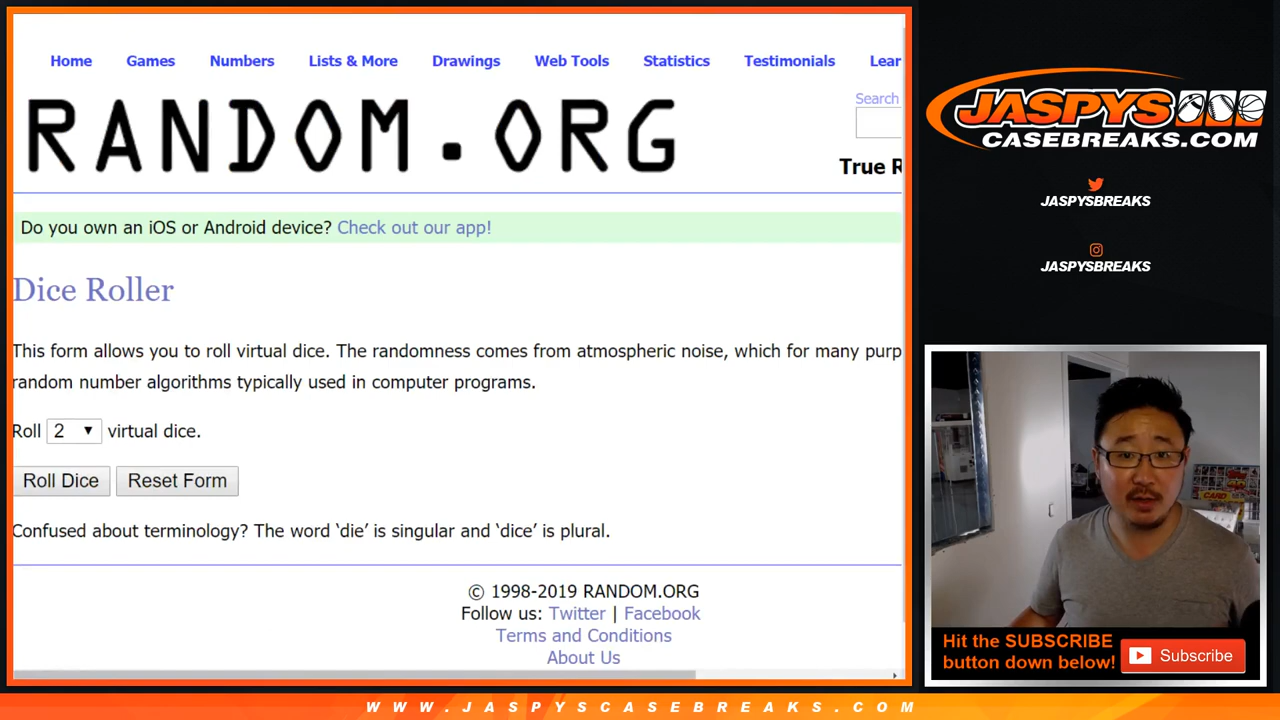 Home Games Numbers Lists & More Drawings Web Tools Statistics Testimonials Lear
RANDOM.ORG
Search
True R
Do you own an iOS or Android device? Check out our app!
Dice Roller
This form allows you to roll virtual dice. The randomness comes from atmospheric noise, which for many purp
random number algorithms typically used in computer programs.
Roll 2 virtual dice.
Roll Dice Reset Form
Confused about terminology? The word ‘die’ is singular and ‘dice’ is plural.
© 1998-2019 RANDOM.ORG
Follow us: Twitter | Facebook
Terms and Conditions
About Us
JASPYS
CASEBREAKS.COM
JASPYSBREAKS
JASPYSBREAKS
CARD
Hit the SUBSCRIBE
button down below!
Subscribe
WWW.JASPYSCASEBREAKS.COM